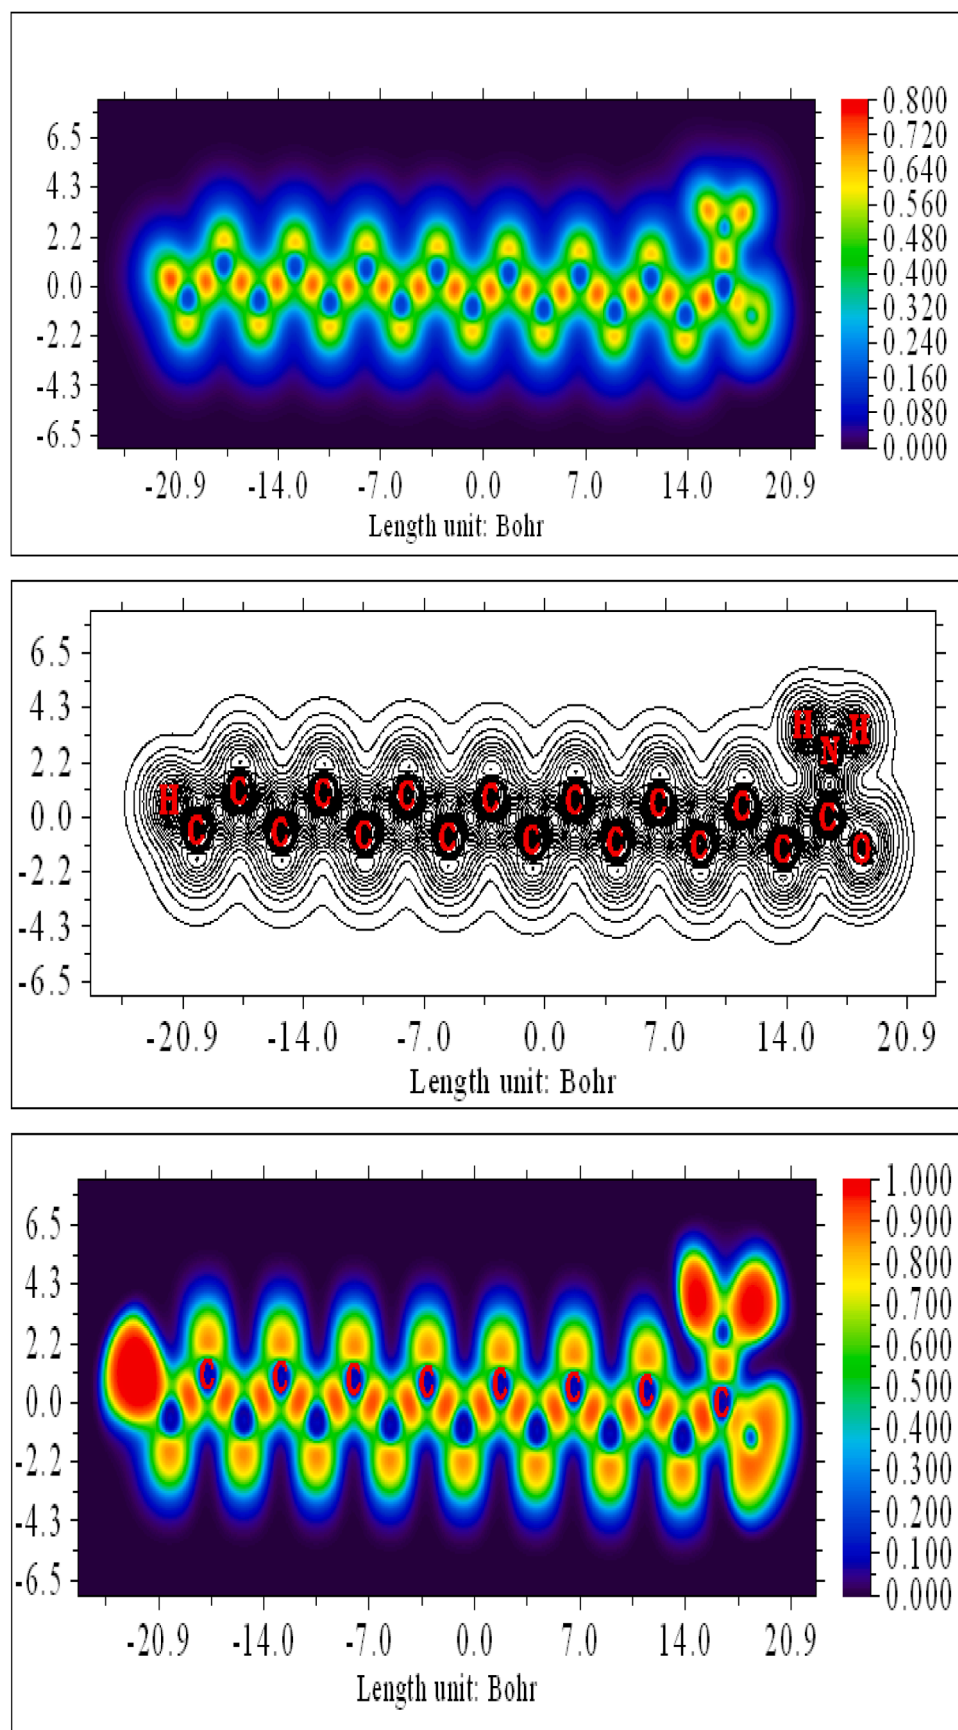 0.800
6.5 0.720
4.3 0.640
0.560
2.2 0.480
0.0 0.400
-2.2 0.320
0.240
-4.3 0.160
0.080
-6.5 0.000
-20.9 -14.0 -7.0 0.0 7.0 14.0 20.9
Length unit: Bohr
6.5
4.3 H H
2.2 N
H C C C C C C C
0.0 C
C C C C C C C C O
-2.2
-4.3
-6.5
-20.9 -14.0 -7.0 0.0 7.0 14.0 20.9
Length unit: Bohr
1.000
6.5 0.900
4.3 0.800
0.700
2.2 0.600
C C C C C C C C
0.0 0.500
0.400
-2.2 0.300
-4.3 0.200
0.100
-6.5 0.000
-20.9 -14.0 -7.0 0.0 7.0 14.0 20.9
Length unit: Bohr